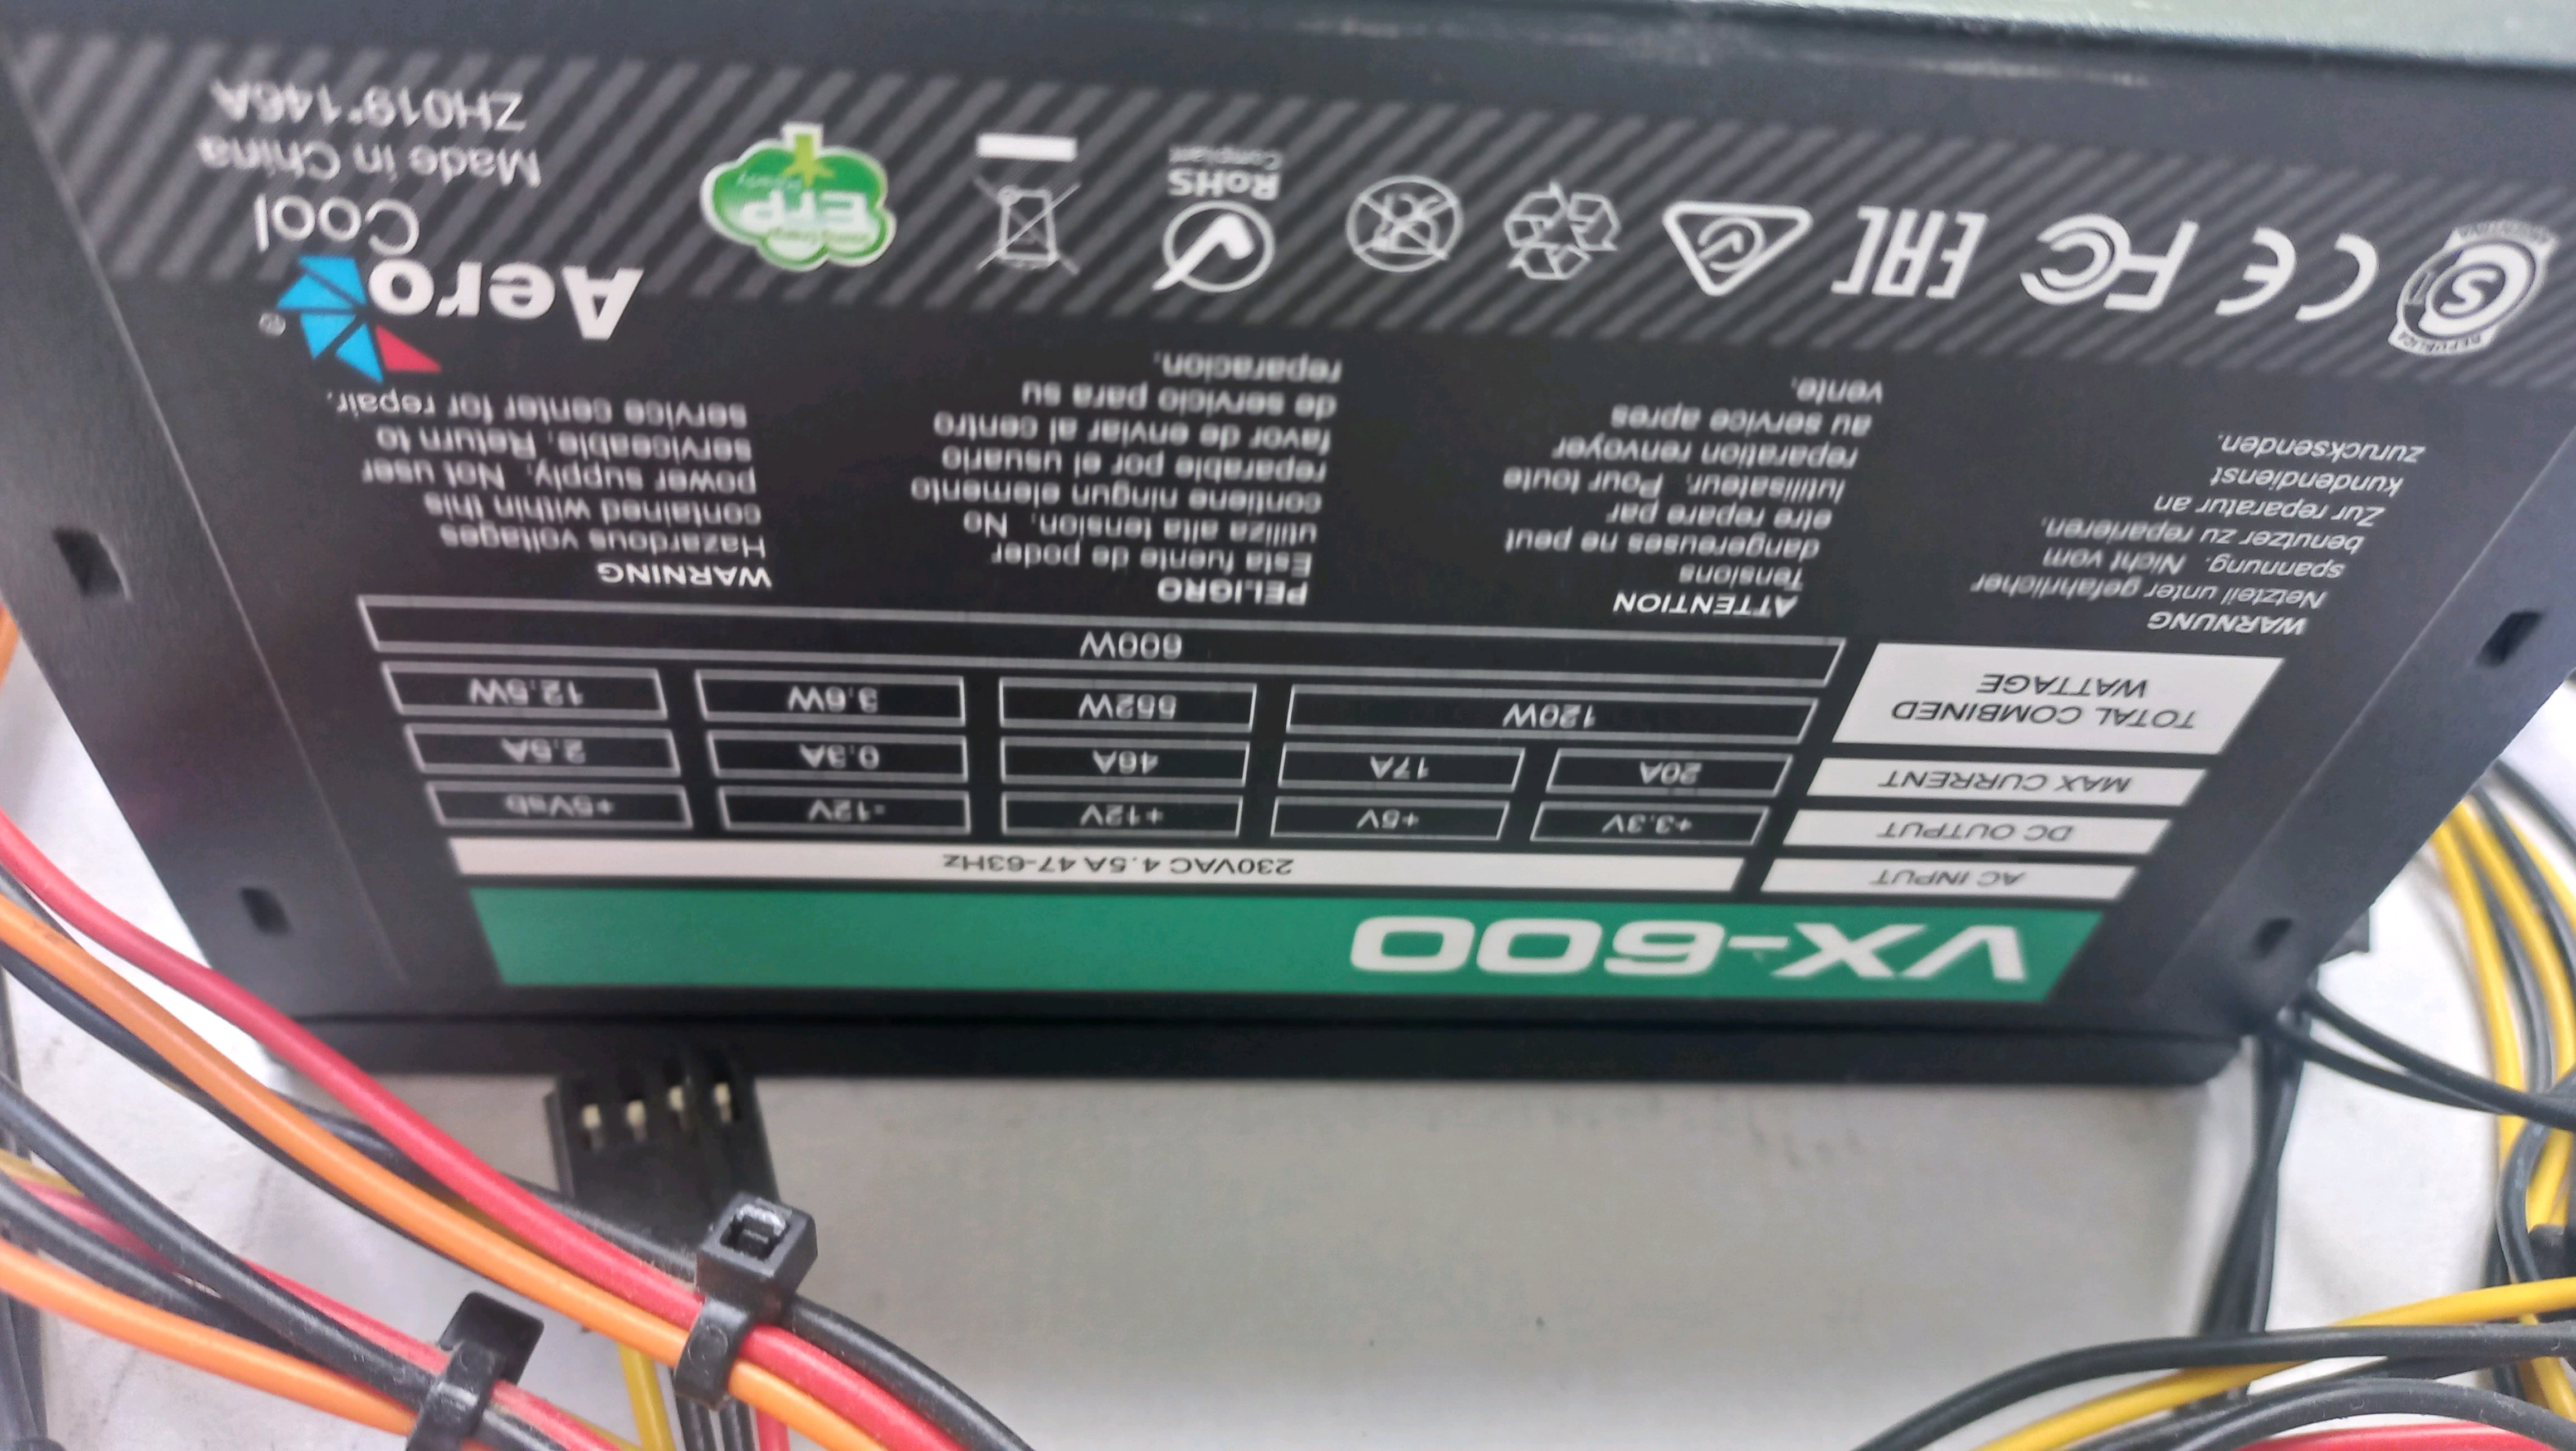 VX-600
AC INPUT 230VAC 4.5A 47-63Hz
DC OUTPUT +3.3V +5V +12V -12V +5Vsb
MAX CURRENT 20A 17A 46A 0.3A 2.5A
TOTAL COMBINED
WATTAGE
120W 552W 3.6W 12.5W
600W
WARNUNG
Netzteil unter gefahrlicher
spannung. Nicht vom
benutzer zu reparieren.
Zur reparatur an
kundendienst
zurucksenden.
ATTENTION
Tensions
dangereuses ne peut
etre repare par
lutilisateur. Pour toute
reparation renvoyer
au service apres
vente.
PELIGRO
Esta fuente de poder
utiliza alta tension. No
contiene ningun elemento
reparable por el usuario
favor de enviar al centro
de servicio para su
reparacion.
WARNING
Hazardous voltages
contained within this
power supply. Not user
serviceable. Return to
service center for repair.
S
CE
FC
EAC
RoHS
Compliant
ErP
Aero
Cool
®
Made in China
ZH019*146A